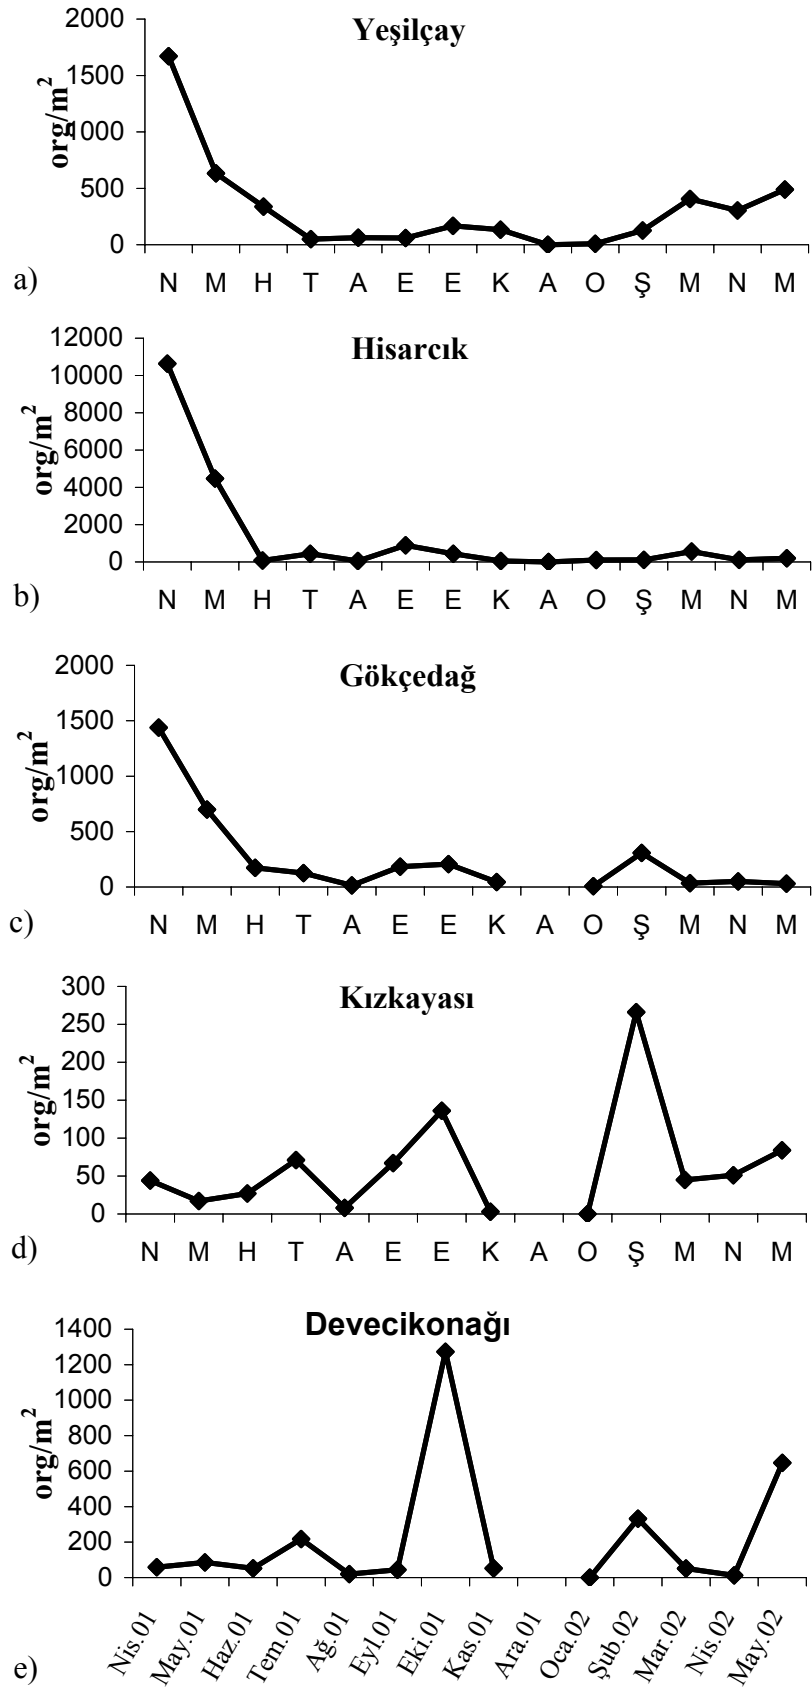 Yeşilçay
2000
1500
1000
500
0
org/m²
a)
N M H T A E E K A O Ş M N M
Hisarcık
12000
10000
8000
6000
4000
2000
0
org/m²
b)
N M H T A E E K A O Ş M N M
Gökçedağ
2000
1500
1000
500
0
org/m²
c)
N M H T A E E K A O Ş M N M
Kızkayası
300
250
200
150
100
50
0
org/m²
d)
N M H T A E E K A O Ş M N M
Devecikonağı
1400
1200
1000
800
600
400
200
0
org/m²
e)
Nis.01 May.01 Haz.01 Tem.01 Ağ.01 Eyl.01 Eki.01 Kas.01 Ara.01 Oca.02 Şub.02 Mar.02 Nis.02 May.02